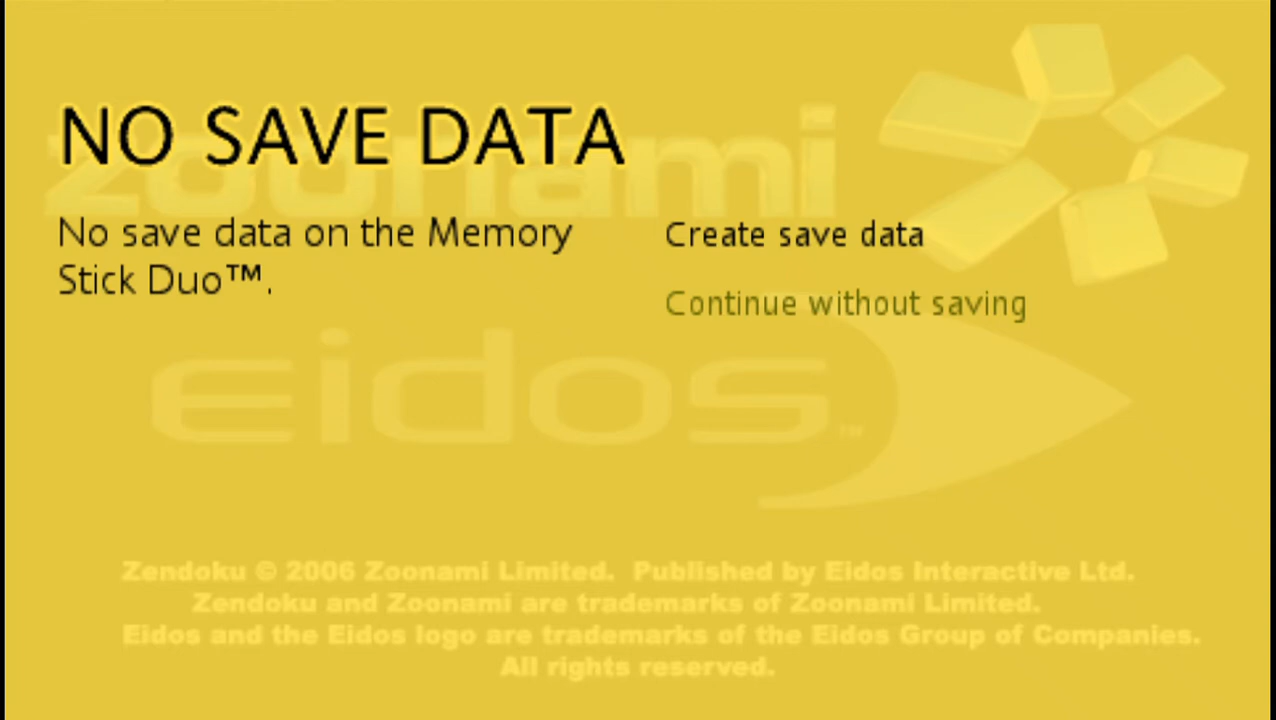 NO SAVE DATA
zoonami
No save data on the Memory
Stick Duo™.
Create save data
Continue without saving
eidos™
Zendoku © 2006 Zoonami Limited. Published by Eidos Interactive Ltd.
Zendoku and Zoonami are trademarks of Zoonami Limited.
Eidos and the Eidos logo are trademarks of the Eidos Group of Companies.
All rights reserved.